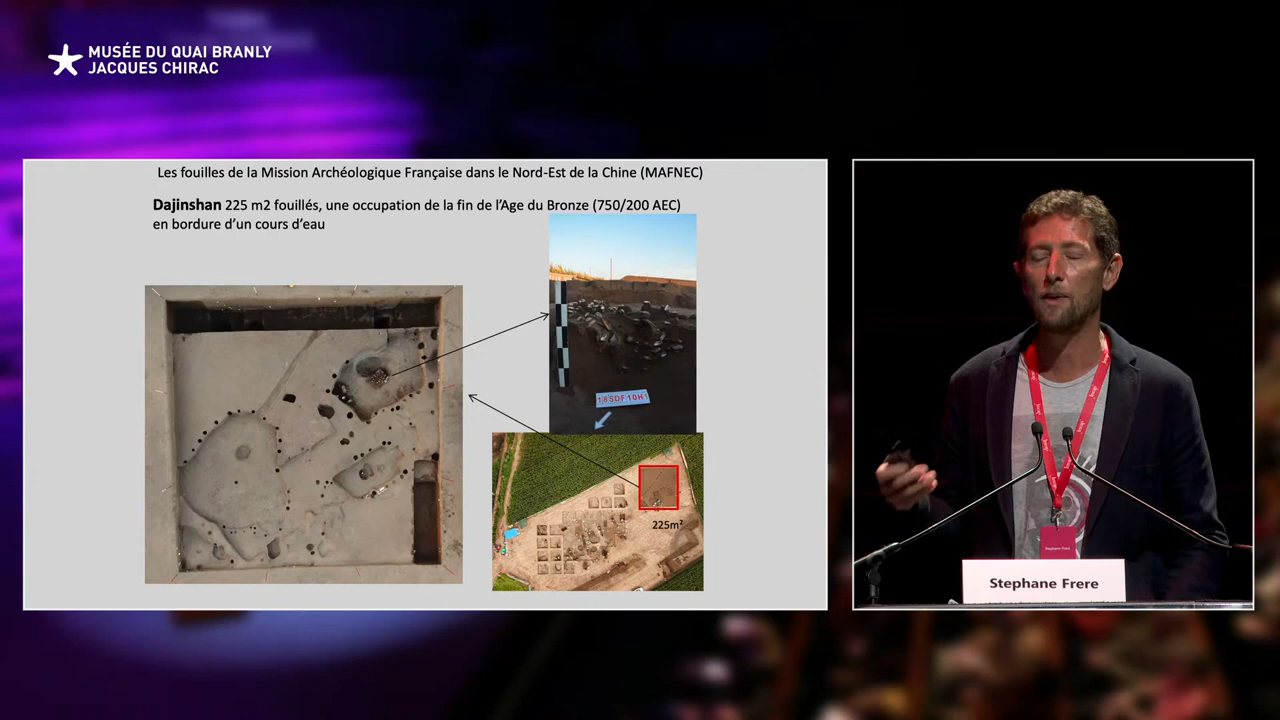 MUSÉE DU QUAI BRANLY
JACQUES CHIRAC
Les fouilles de la Mission Archéologique Française dans le Nord-Est de la Chine (MAFNEC)
Dajinshan 225 m2 fouillés, une occupation de la fin de l’Age du Bronze (750/200 AEC)
en bordure d’un cours d’eau
225m²
Stephane Frere
Stephane Frere